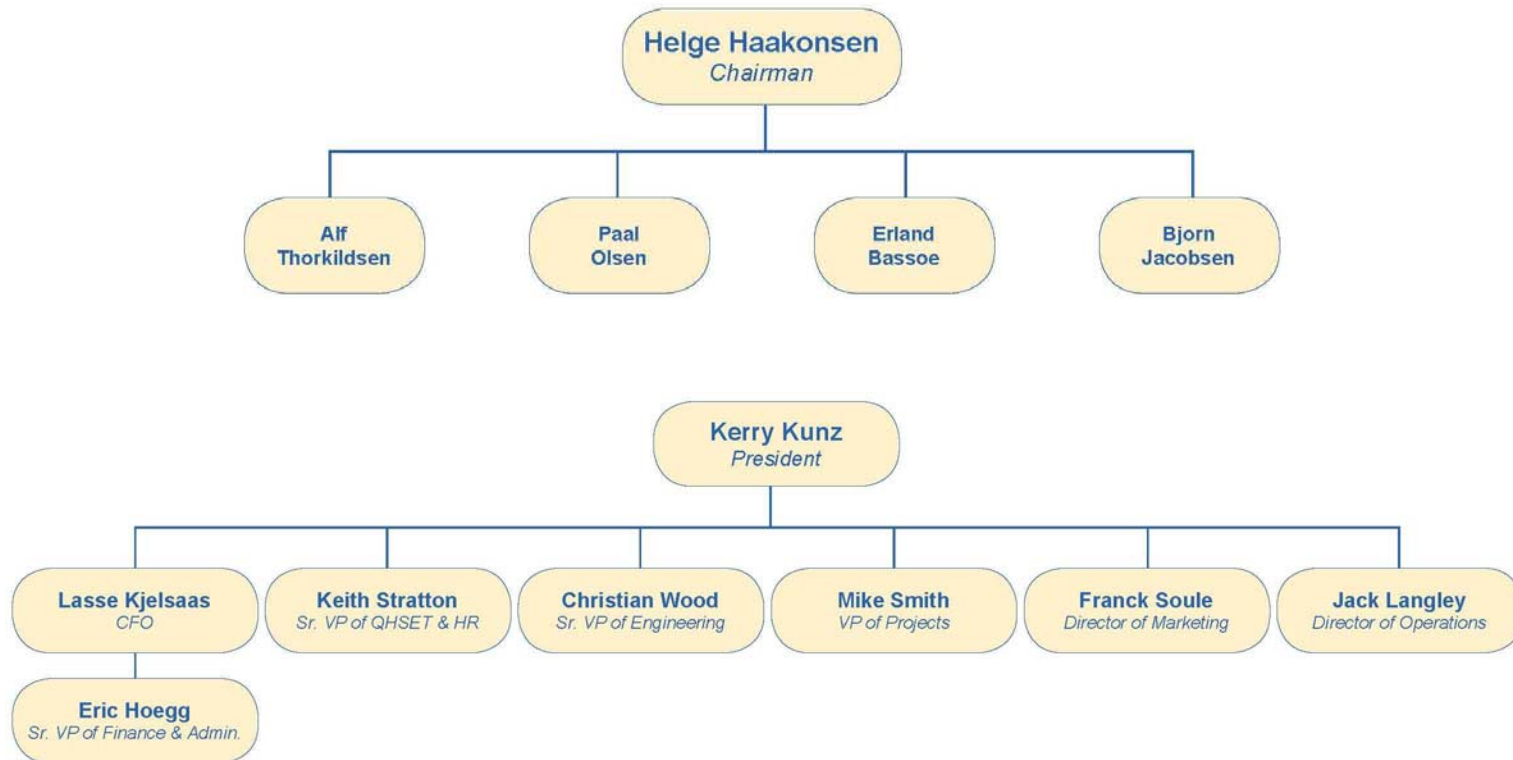 Helge Haakonsen
Chairman
Alf
Thorkildsen
Paal
Olsen
Erland
Bassoe
Bjorn
Jacobsen
Kerry Kunz
President
Lasse Kjelsaas
CFO
Keith Stratton
Sr. VP of QHSET & HR
Christian Wood
Sr. VP of Engineering
Mike Smith
VP of Projects
Franck Soule
Director of Marketing
Jack Langley
Director of Operations
Eric Hoegg
Sr. VP of Finance & Admin.